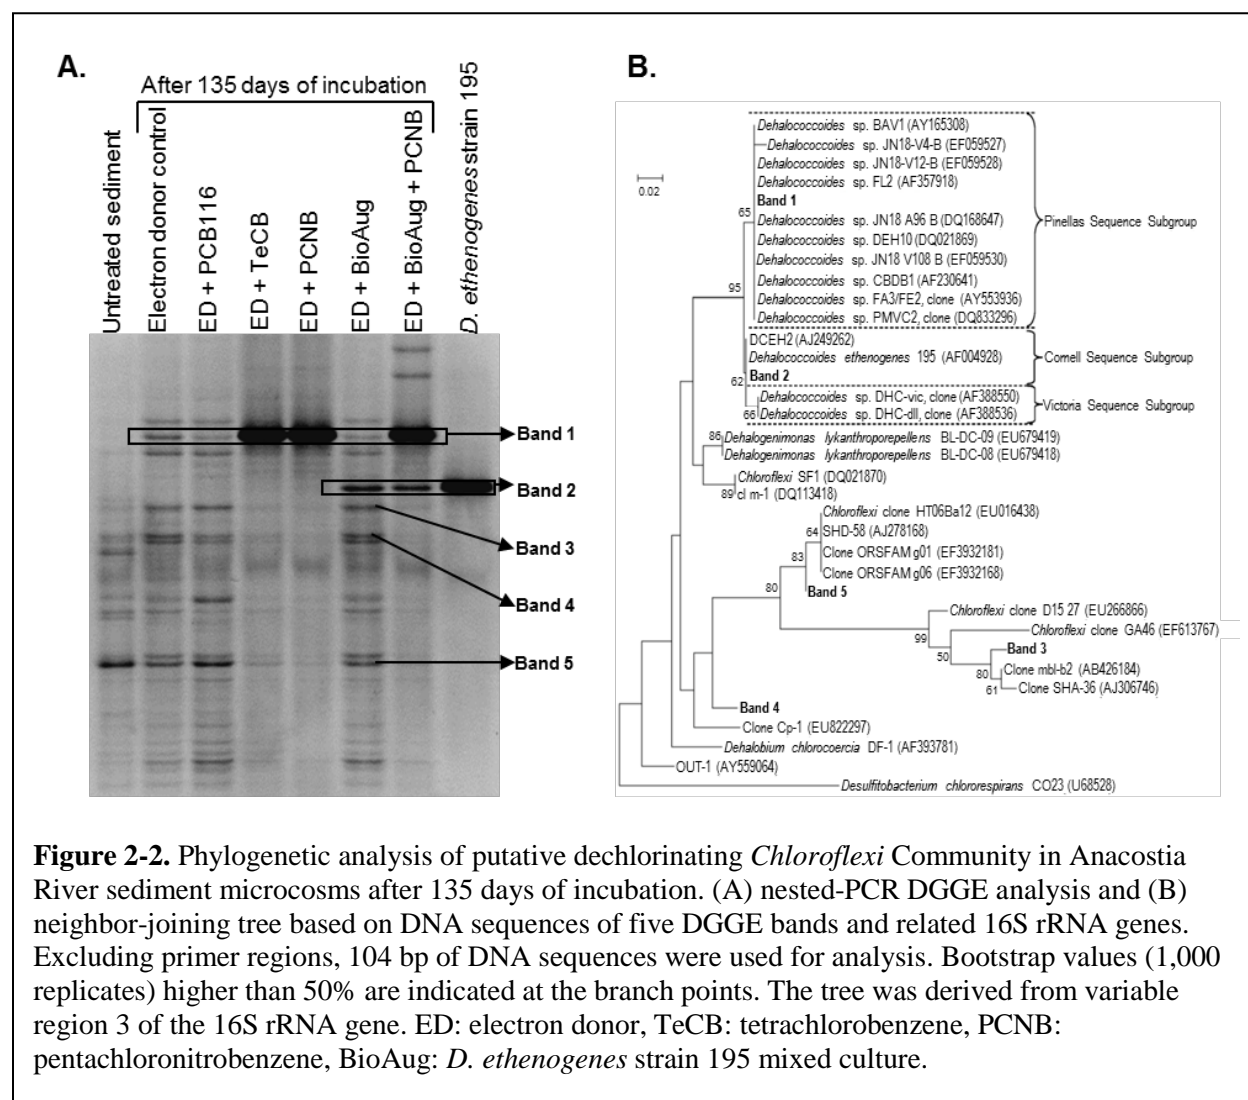 A.
After 135 days of incubation
Untreated sediment
Electron donor control
ED + PCB116
ED + TeCB
ED + PCNB
ED + BioAug
ED + BioAug + PCNB
D. ethenogenes strain 195
Band 1
Band 2
Band 3
Band 4
Band 5
B.
0.02
Dehalococcoides sp. BAV1 (AY165308)
Dehalococcoides sp. JN18-V4-B (EF059527)
Dehalococcoides sp. JN18-V12-B (EF059528)
Dehalococcoides sp. FL2 (AF357918)
Band 1
65
Dehalococcoides sp. JN18 A96 B (DQ168647)
Pinellas Sequence Subgroup
Dehalococcoides sp. DEH10 (DQ021869)
Dehalococcoides sp. JN18 V108 B (EF059530)
Dehalococcoides sp. CBDB1 (AF230641)
95
Dehalococcoides sp. FA3/FE2, clone (AY553936)
Dehalococcoides sp. PMVC2, clone (DQ833296)
DCEH2 (AJ249262)
Dehalococcoides ethenogenes 195 (AF004928)
Cornell Sequence Subgroup
Band 2
62
Dehalococcoides sp. DHC-vic, clone (AF388550)
Victoria Sequence Subgroup
66
Dehalococcoides sp. DHC-dll, clone (AF388536)
86
Dehalogenimonas lykanthroporepellens BL-DC-09 (EU679419)
Dehalogenimonas lykanthroporepellens BL-DC-08 (EU679418)
Chloroflexi SF1 (DQ021870)
89
cl m-1 (DQ113418)
Chloroflexi clone HT06Ba12 (EU016438)
64
SHD-58 (AJ278168)
83
Clone ORSFAM g01 (EF3932181)
Clone ORSFAM g06 (EF3932168)
80
Band 5
Chloroflexi clone D15 27 (EU266866)
99
Chloroflexi clone GA46 (EF613767)
50
Band 3
80
Clone mbl-b2 (AB426184)
61
Clone SHA-36 (AJ306746)
Band 4
Clone Cp-1 (EU822297)
Dehalobium chlorocoercia DF-1 (AF393781)
OUT-1 (AY559064)
Desulfitobacterium chlororespirans CO23 (U68528)
Figure 2-2. Phylogenetic analysis of putative dechlorinating Chloroflexi Community in Anacostia
River sediment microcosms after 135 days of incubation. (A) nested-PCR DGGE analysis and (B)
neighbor-joining tree based on DNA sequences of five DGGE bands and related 16S rRNA genes.
Excluding primer regions, 104 bp of DNA sequences were used for analysis. Bootstrap values (1,000
replicates) higher than 50% are indicated at the branch points. The tree was derived from variable
region 3 of the 16S rRNA gene. ED: electron donor, TeCB: tetrachlorobenzene, PCNB:
pentachloronitrobenzene, BioAug: D. ethenogenes strain 195 mixed culture.